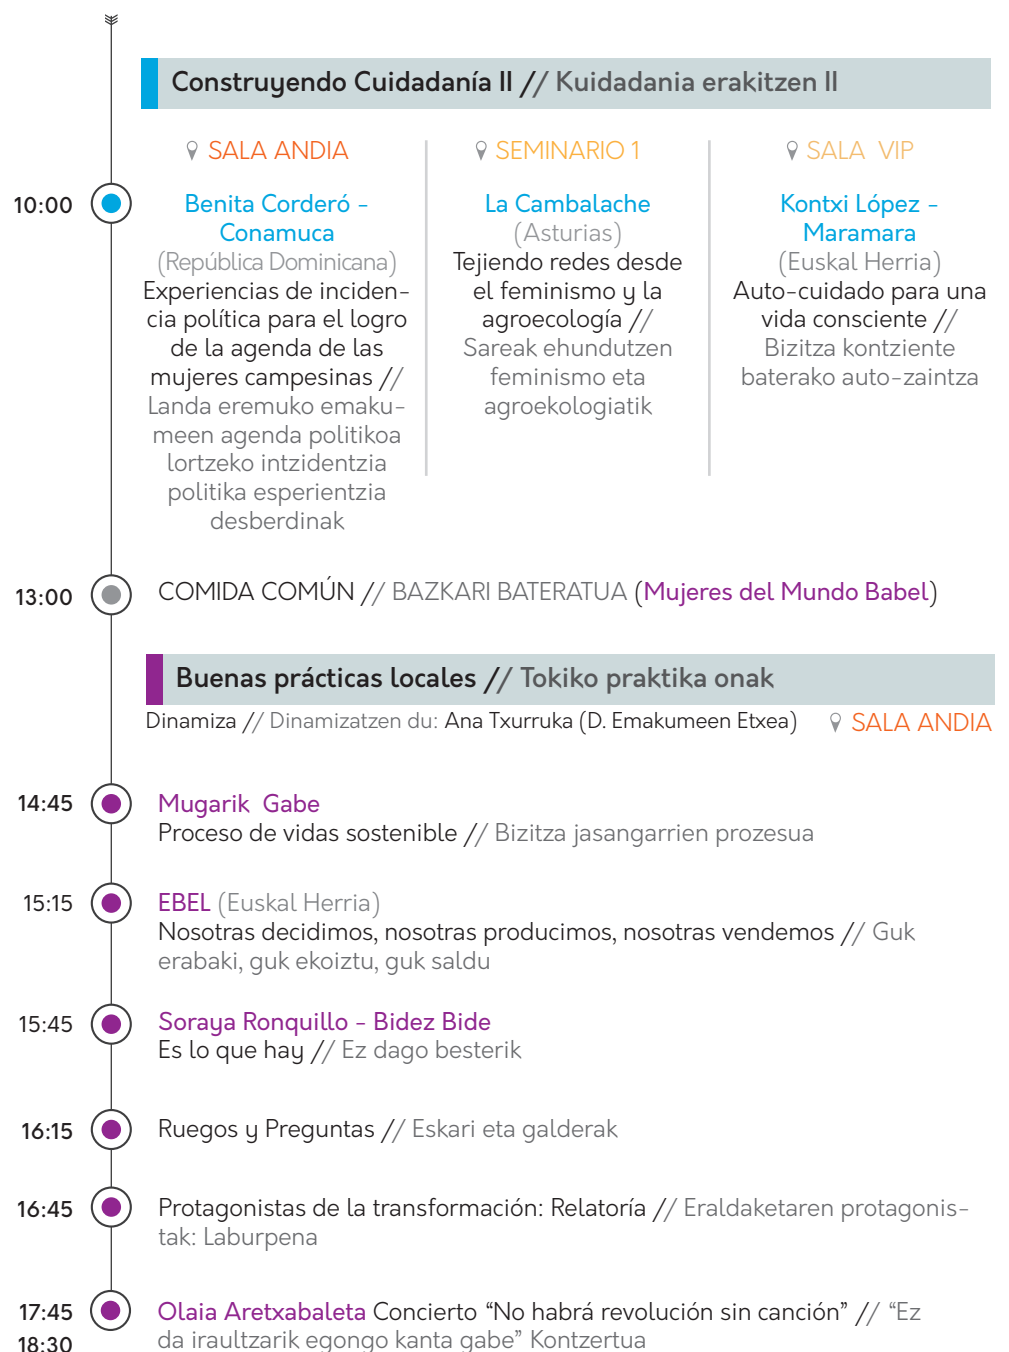 Construyendo Cuidadanía II // Kuidadania erakitzen II
SALA ANDIA
10:00
Benita Corderó -
Conamuca
(República Dominicana)
Experiencias de inciden-
cia política para el logro
de la agenda de las
mujeres campesinas //
Landa eremuko emaku-
meen agenda politikoa
lortzeko intzidentzia
politika esperientzia
desberdinak
SEMINARIO 1
La Cambalache
(Asturias)
Tejiendo redes desde
el feminismo y la
agroecología //
Sareak ehundutzen
feminismo eta
agroekologiatik
SALA VIP
Kontxi López -
Maramara
(Euskal Herria)
Auto-cuidado para una
vida consciente //
Bizitza kontziente
baterako auto-zaintza
13:00 COMIDA COMÚN // BAZKARI BATERATUA (Mujeres del Mundo Babel)
Buenas prácticas locales // Tokiko praktika onak
Dinamiza // Dinamizatzen du: Ana Txurruka (D. Emakumeen Etxea) SALA ANDIA
14:45 Mugarik Gabe
Proceso de vidas sostenible // Bizitza jasangarrien prozesua
15:15 EBEL (Euskal Herria)
Nosotras decidimos, nosotras producimos, nosotras vendemos // Guk
erabaki, guk ekoiztu, guk saldu
15:45 Soraya Ronquillo - Bidez Bide
Es lo que hay // Ez dago besterik
16:15 Ruegos y Preguntas // Eskari eta galderak
16:45 Protagonistas de la transformación: Relatoría // Eraldaketaren protagonis-
tak: Laburpena
17:45 Olaia Aretxabaleta Concierto “No habrá revolución sin canción” // “Ez
18:30 da iraultzarik egongo kanta gabe” Kontzertua